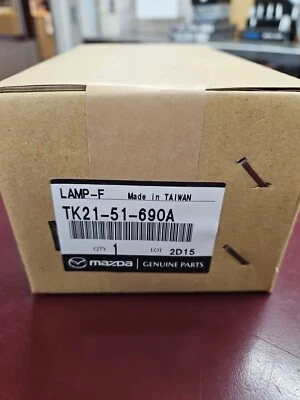 LAMP-F Made in TAIWAN
TK21-51-690A
QTY 1 LOT 2D15
mazda GENUINE PARTS